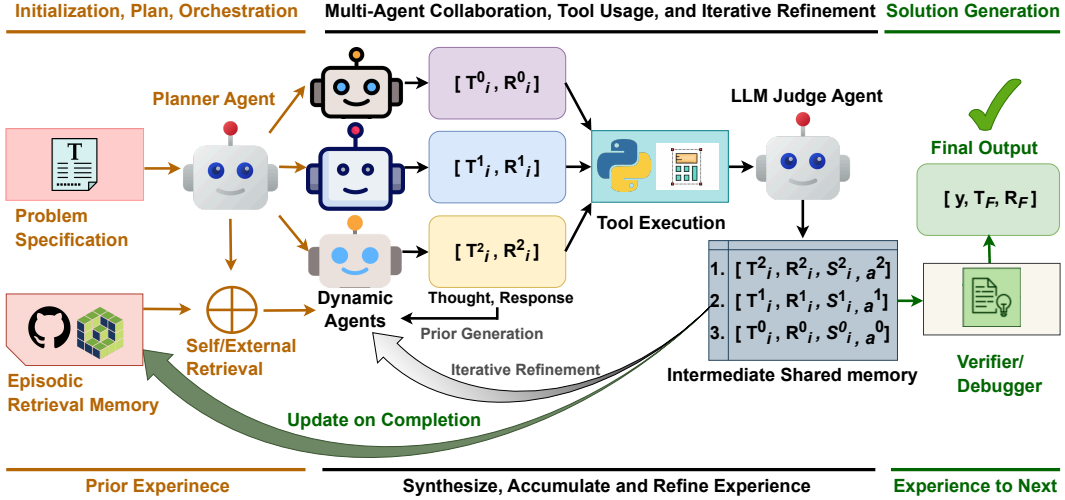 Initialization, Plan, Orchestration
Multi-Agent Collaboration, Tool Usage, and Iterative Refinement
Solution Generation
Planner Agent
T
Problem
Specification
Episodic
Retrieval Memory
Self/External
Retrieval
[ T⁰ᵢ, R⁰ᵢ ]
[ T¹ᵢ, R¹ᵢ ]
[ T²ᵢ, R²ᵢ ]
Dynamic
Agents
Thought, Response
Prior Generation
Iterative Refinement
Update on Completion
Tool Execution
LLM Judge Agent
1. [ T²ᵢ, R²ᵢ, S²ᵢ, a²]
2. [ T¹ᵢ, R¹ᵢ, S¹ᵢ, a¹]
3. [ T⁰ᵢ, R⁰ᵢ, S⁰ᵢ, a⁰]
Intermediate Shared memory
Final Output
[ y, T_F, R_F ]
Verifier/
Debugger
Prior Experinece
Synthesize, Accumulate and Refine Experience
Experience to Next